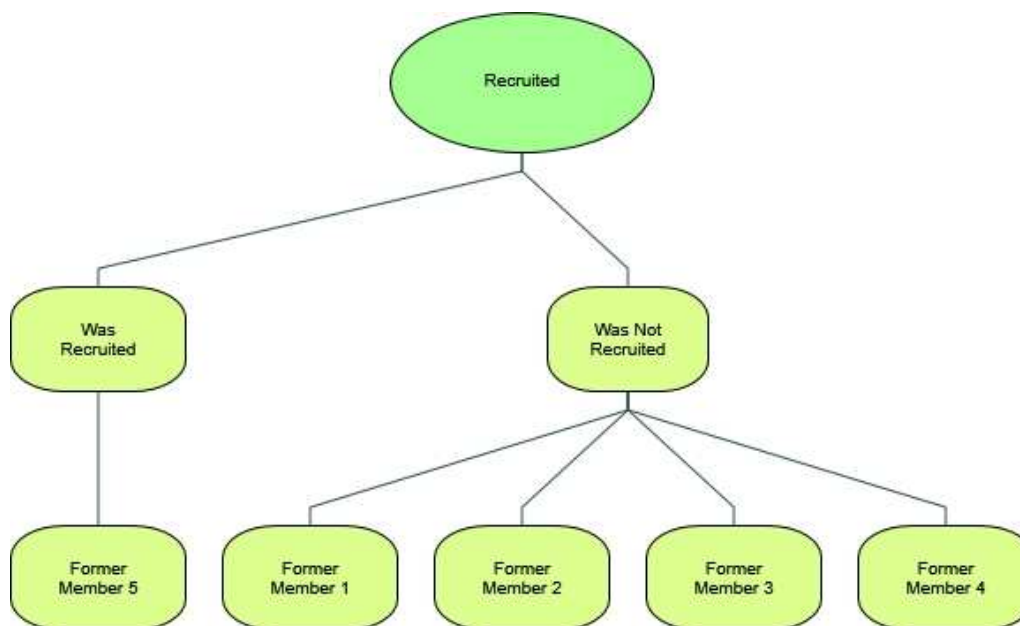 Recruited
Was
Recruited
Was Not
Recruited
Former
Member 5
Former
Member 1
Former
Member 2
Former
Member 3
Former
Member 4